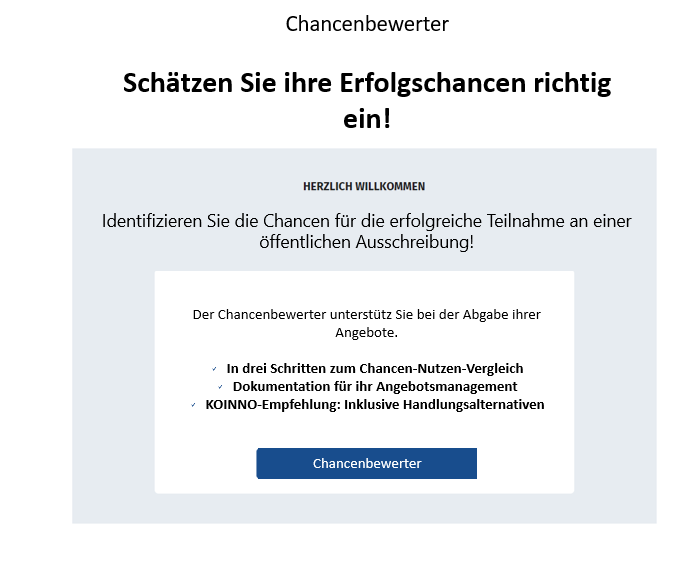 Chancenbewerter
Schätzen Sie ihre Erfolgschancen richtig
ein!
HERZLICH WILLKOMMEN
Identifizieren Sie die Chancen für die erfolgreiche Teilnahme an einer
öffentlichen Ausschreibung!
Der Chancenbewerter unterstütz Sie bei der Abgabe ihrer
Angebote.
✓ In drei Schritten zum Chancen-Nutzen-Vergleich
✓ Dokumentation für ihr Angebotsmanagement
✓ KOINNO-Empfehlung: Inklusive Handlungsalternativen
Chancenbewerter